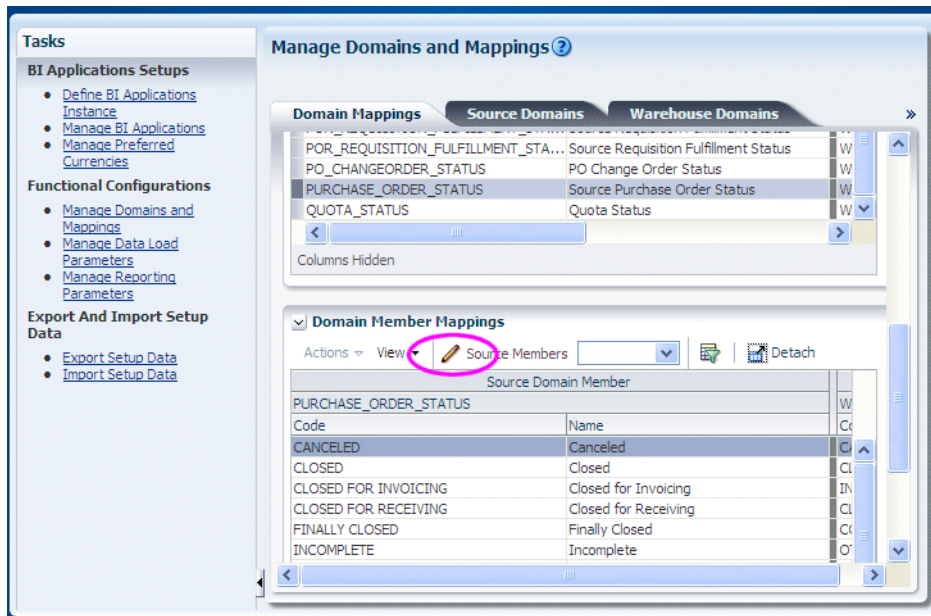 Tasks
BI Applications Setups
Define BI Applications
Instance
Manage BI Applications
Manage Preferred
Currencies
Functional Configurations
Manage Domains and
Mappings
Manage Data Load
Parameters
Manage Reporting
Parameters
Export And Import Setup
Data
Export Setup Data
Import Setup Data
Manage Domains and Mappings
Domain Mappings Source Domains Warehouse Domains »
POR_REQUISITION_FULFILLMENT_STA... Source Requisition Fulfillment Status W
PO_CHANGEORDER_STATUS PO Change Order Status W
PURCHASE_ORDER_STATUS Source Purchase Order Status W
QUOTA_STATUS Quota Status W
Columns Hidden
Domain Member Mappings
Actions View Source Members Detach
Source Domain Member
PURCHASE_ORDER_STATUS W
Code Name
CANCELED Canceled
CLOSED Closed CL
CLOSED FOR INVOICING Closed for Invoicing IN
CLOSED FOR RECEIVING Closed for Receiving CL
FINALLY CLOSED Finally Closed
INCOMPLETE Incomplete